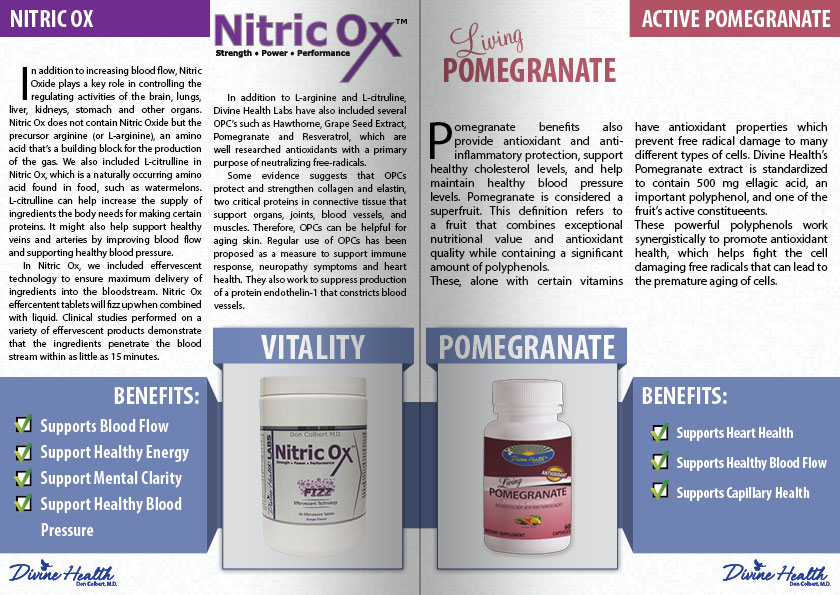 NITRIC OX
Nitric Ox™
Strength • Power • Performance
In addition to increasing blood flow, Nitric
Oxide plays a key role in controlling the
regulating activities of the brain, lungs,
liver, kidneys, stomach and other organs.
Nitric Ox does not contain Nitric Oxide but the
precursor arginine (or L-arginine), an amino
acid that's a building block for the production
of the gas. We also included L-citrulline in
Nitric Ox, which is a naturally occurring amino
acid found in food, such as watermelons.
L-citrulline can help increase the supply of
ingredients the body needs for making certain
proteins. It might also help support healthy
veins and arteries by improving blood flow
and supporting healthy blood pressure.
In Nitric Ox, we included effervescent
technology to ensure maximum delivery of
ingredients into the bloodstream. Nitric Ox
effercentent tablets will fizz up when combined
with liquid. Clinical studies performed on a
variety of effervescent products demonstrate
that the ingredients penetrate the blood
stream within as little as 15 minutes.
In addition to L-arginine and L-citruline,
Divine Health Labs have also included several
OPC's such as Hawthorne, Grape Seed Extract,
Pomegranate and Resveratrol, which are
well researched antioxidants with a primary
purpose of neutralizing free-radicals.
Some evidence suggests that OPCs
protect and strengthen collagen and elastin,
two critical proteins in connective tissue that
support organs, joints, blood vessels, and
muscles. Therefore, OPCs can be helpful for
aging skin. Regular use of OPCs has been
proposed as a measure to support immune
response, neuropathy symptoms and heart
health. They also work to suppress production
of a protein endothelin-1 that constricts blood
vessels.
VITALITY
BENEFITS:
Supports Blood Flow
Support Healthy Energy
Support Mental Clarity
Support Healthy Blood
Pressure
Don Colbert M.D.
LABS
Nitric Ox
Strength • Power • Performance
FIZZ
Effervescent Technology
60 Effervescent Tablets
Grape Flavor
Divine Health
Don Colbert, M.D.
ACTIVE POMEGRANATE
Living
POMEGRANATE
Pomegranate benefits also
provide antioxidant and anti-
inflammatory protection, support
healthy cholesterol levels, and help
maintain healthy blood pressure
levels. Pomegranate is considered a
superfruit. This definition refers to
a fruit that combines exceptional
nutritional value and antioxidant
quality while containing a significant
amount of polyphenols.
These, alone with certain vitamins
have antioxidant properties which
prevent free radical damage to many
different types of cells. Divine Health's
Pomegranate extract is standardized
to contain 500 mg ellagic acid, an
important polyphenol, and one of the
fruit's active constitueents.
These powerful polyphenols work
synergistically to promote antioxidant
health, which helps fight the cell
damaging free radicals that can lead to
the premature aging of cells.
POMEGRANATE
Divine Health
ANTIOXIDANT
Living
POMEGRANATE
DIETARY SUPPLEMENT
60
CAPSULES
BENEFITS:
Supports Heart Health
Supports Healthy Blood Flow
Supports Capillary Health
Divine Health
Don Colbert, M.D.